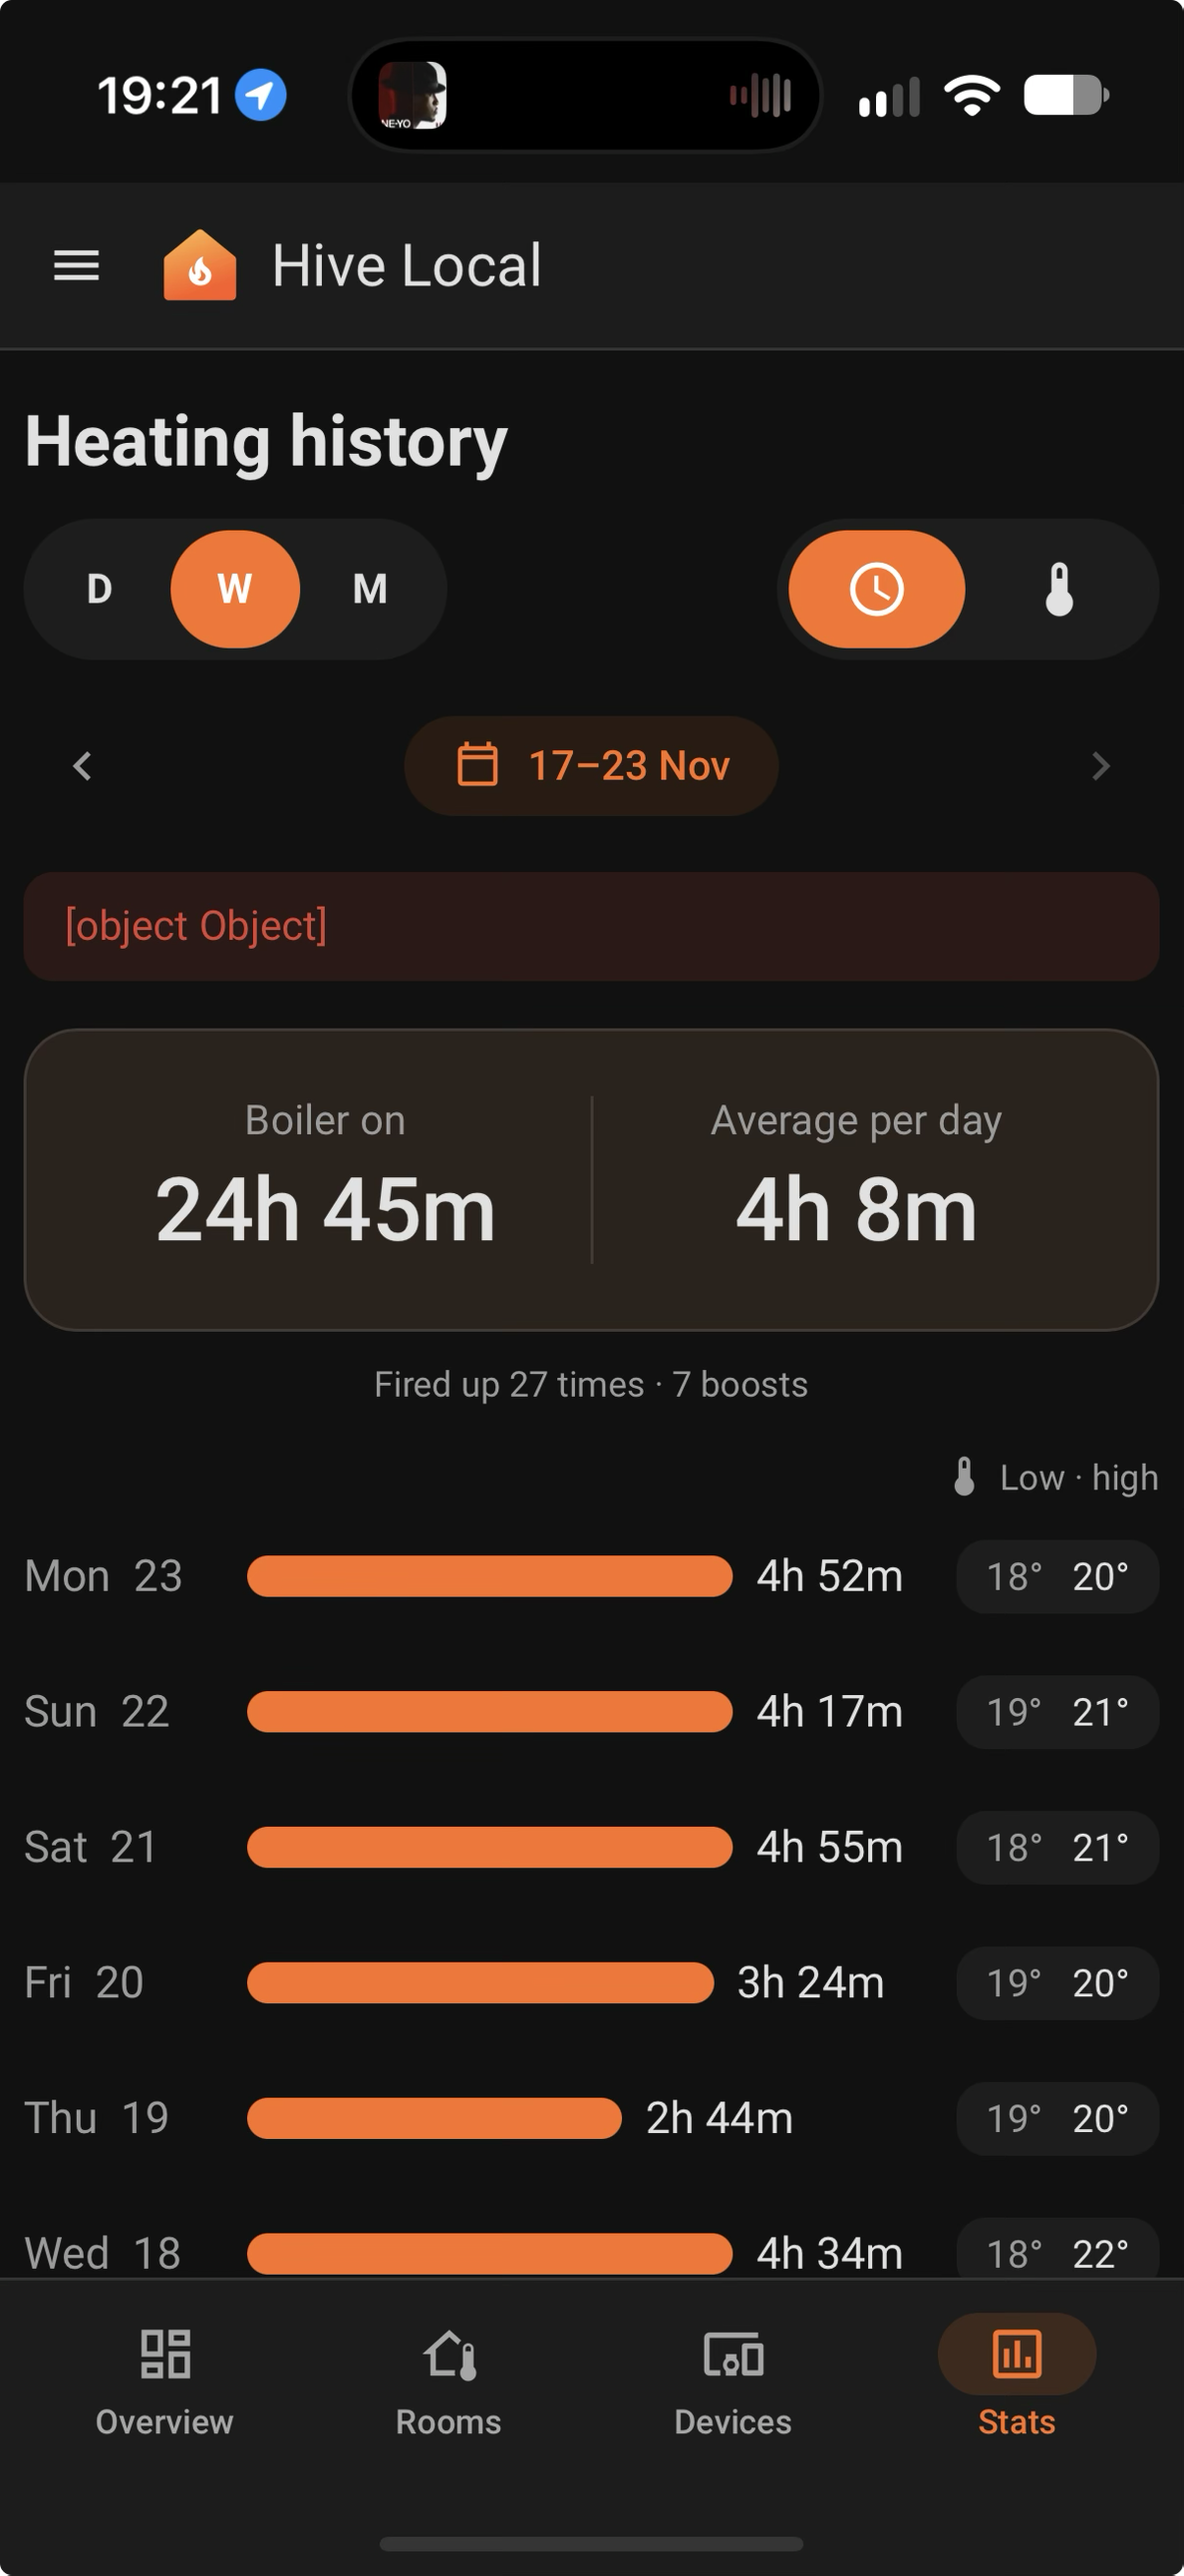 19:21
NE-YO
Hive Local
Heating history
D W M
17–23 Nov
[object Object]
Boiler on Average per day
24h 45m 4h 8m
Fired up 27 times · 7 boosts
Low · high
Mon 23 4h 52m 18° 20°
Sun 22 4h 17m 19° 21°
Sat 21 4h 55m 18° 21°
Fri 20 3h 24m 19° 20°
Thu 19 2h 44m 19° 20°
Wed 18 4h 34m 18° 22°
Overview Rooms Devices Stats